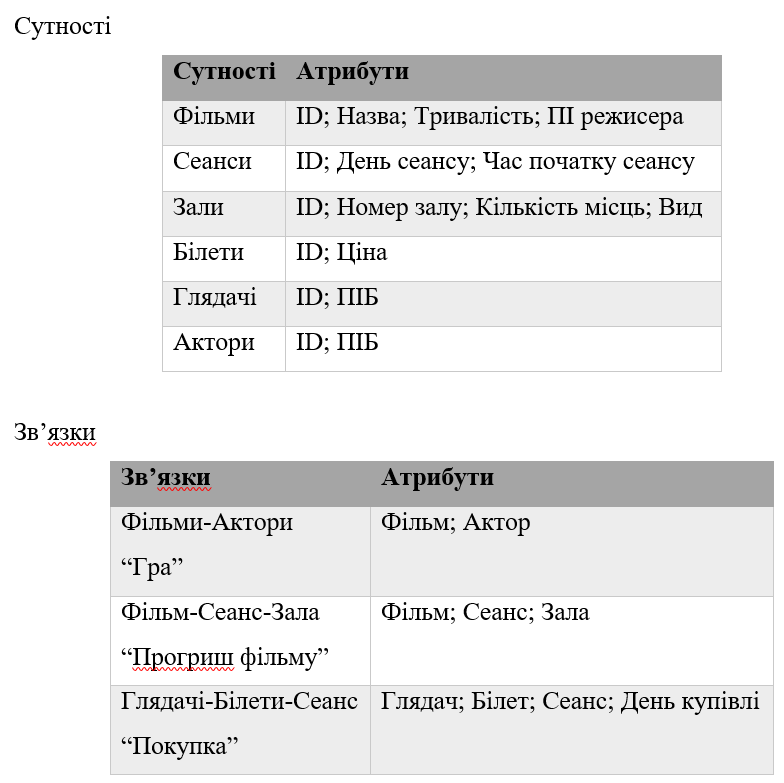 Сутності
Сутності Атрибути
Фільми ID; Назва; Тривалість; ПІ режисера
Сеанси ID; День сеансу; Час початку сеансу
Зали ID; Номер залу; Кількість місць; Вид
Білети ID; Ціна
Глядачі ID; ПІБ
Актори ID; ПІБ
Зв’язки
Зв’язки Атрибути
Фільми-Актори Фільм; Актор
“Гра”
Фільм-Сеанс-Зала Фільм; Сеанс; Зала
“Прогриш фільму”
Глядачі-Білети-Сеанс Глядач; Білет; Сеанс; День купівлі
“Покупка”